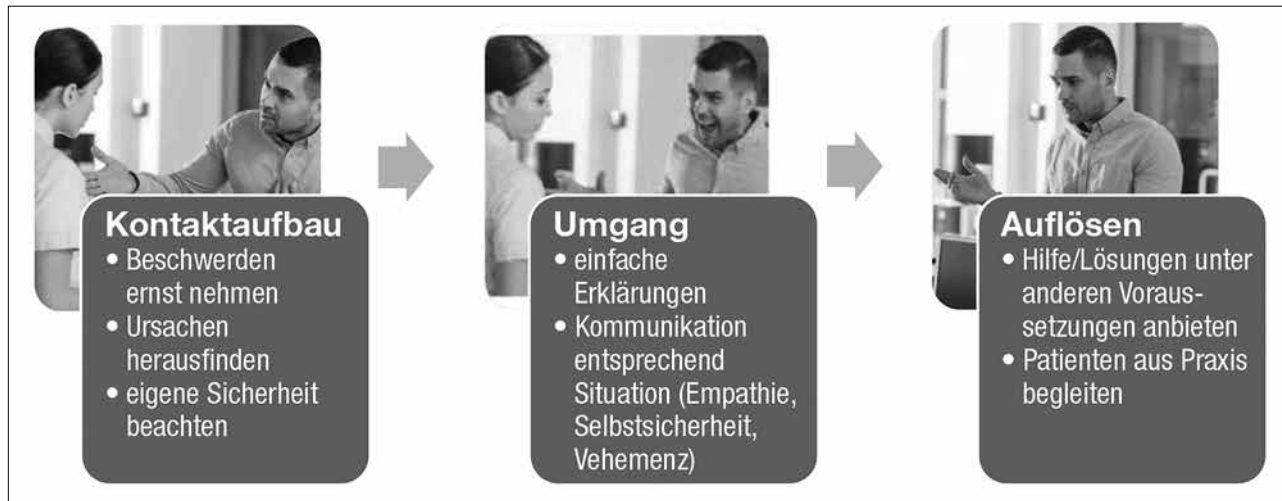 Kontaktaufbau
• Beschwerden
ernst nehmen
• Ursachen
herausfinden
• eigene Sicherheit
beachten
Umgang
• einfache
Erklärungen
• Kommunikation
entsprechend
Situation (Empathie,
Selbstsicherheit,
Vehemenz)
Auflösen
• Hilfe/Lösungen unter
anderen Voraus-
setzungen anbieten
• Patienten aus Praxis
begleiten